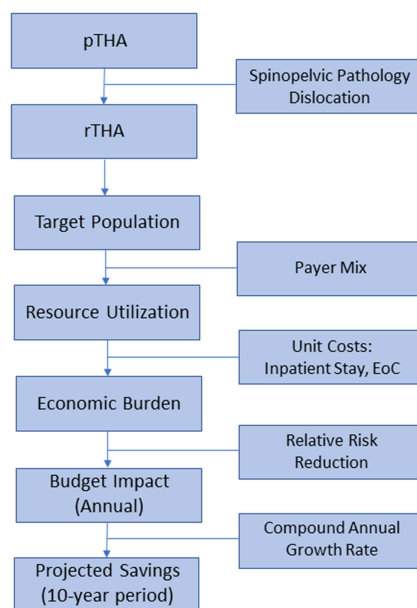 pTHA
Spinopelvic Pathology
Dislocation
rTHA
Target Population
Payer Mix
Resource Utilization
Unit Costs:
Inpatient Stay, EoC
Economic Burden
Relative Risk
Reduction
Budget Impact
(Annual)
Compound Annual
Growth Rate
Projected Savings
(10-year period)